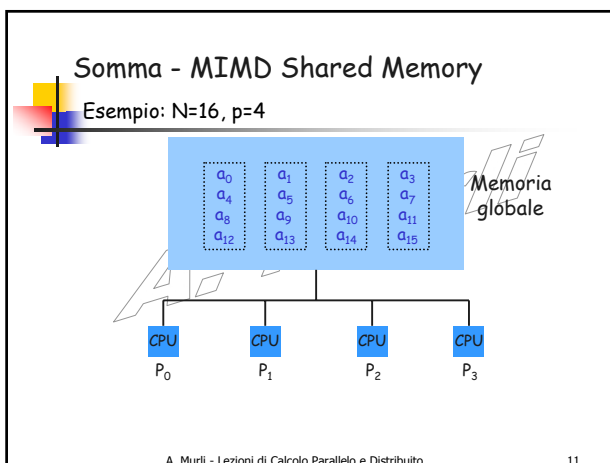 Somma - MIMD Shared Memory
Esempio: N=16, p=4
a0 a1 a2 a3
a4 a5 a6 a7
a8 a9 a10 a11
a12 a13 a14 a15
Memoria
globale
CPU CPU CPU CPU
P0 P1 P2 P3
A. Murli - Lezioni di Calcolo Parallelo e Distribuito 11